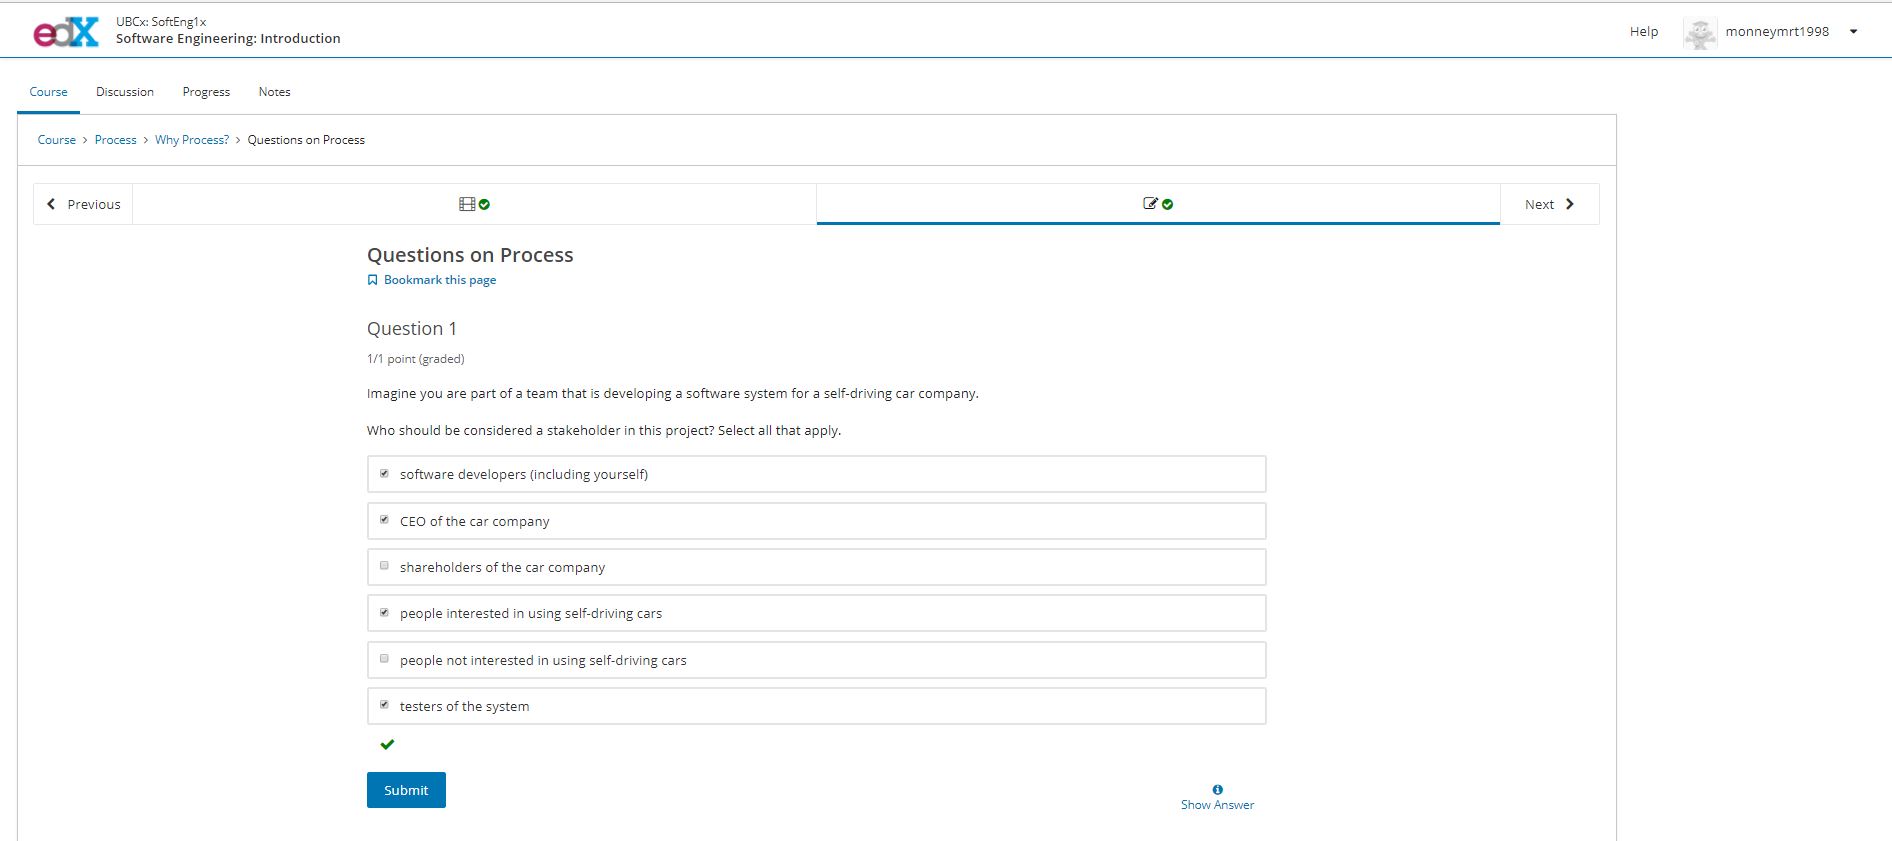 edX
UBCx: SoftEng1x
Software Engineering: Introduction
Help
monneymrt1998
Course Discussion Progress Notes
Course > Process > Why Process? > Questions on Process
Previous
Next
Questions on Process
Bookmark this page
Question 1
1/1 point (graded)
Imagine you are part of a team that is developing a software system for a self-driving car company.
Who should be considered a stakeholder in this project? Select all that apply.
software developers (including yourself)
CEO of the car company
shareholders of the car company
people interested in using self-driving cars
people not interested in using self-driving cars
testers of the system
Submit
Show Answer